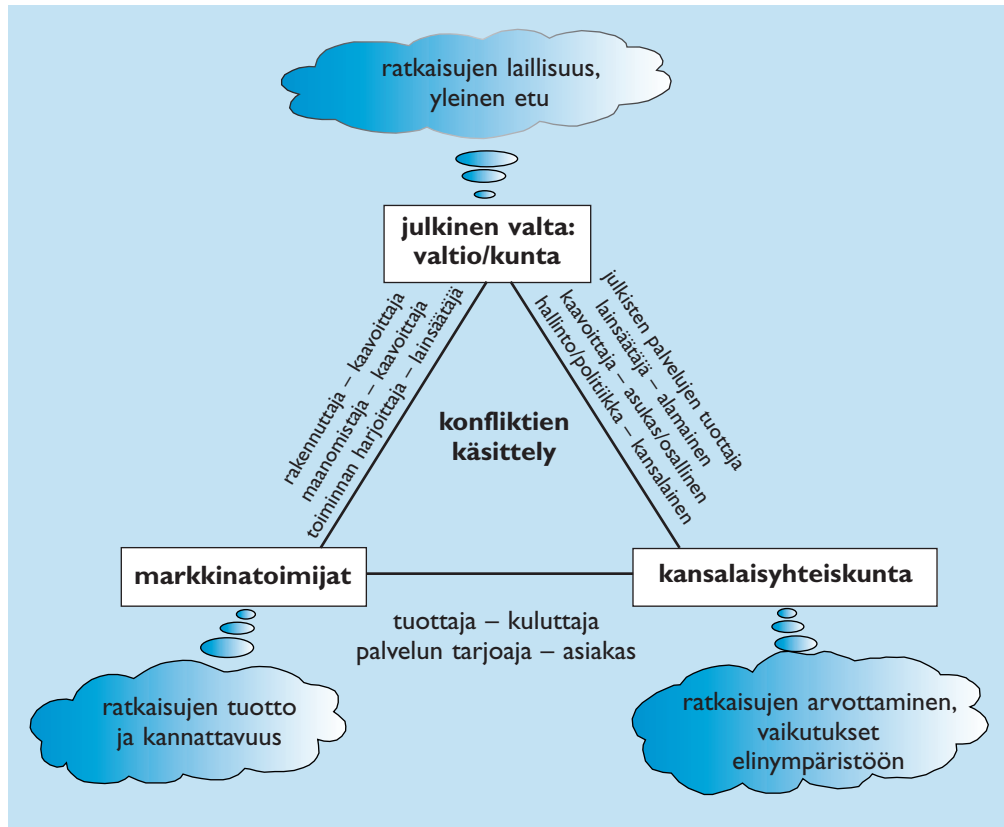 ratkaisujen laillisuus,
yleinen etu
julkinen valta:
valtio/kunta
rakennuttaja – kaavoittaja
maanomistaja – kaavoittaja
toiminnan harjoittaja – lainsäätäjä
julkisten palvelujen tuottaja
lainsäätäjä – alamainen
kaavoittaja – asukas/osallinen
hallinto/politiikka – kansalainen
konfliktien
käsittely
markkinatoimijat
kansalaisyhteiskunta
tuottaja – kuluttaja
palvelun tarjoaja – asiakas
ratkaisujen tuotto
ja kannattavuus
ratkaisujen arvottaminen,
vaikutukset
elinympäristöön